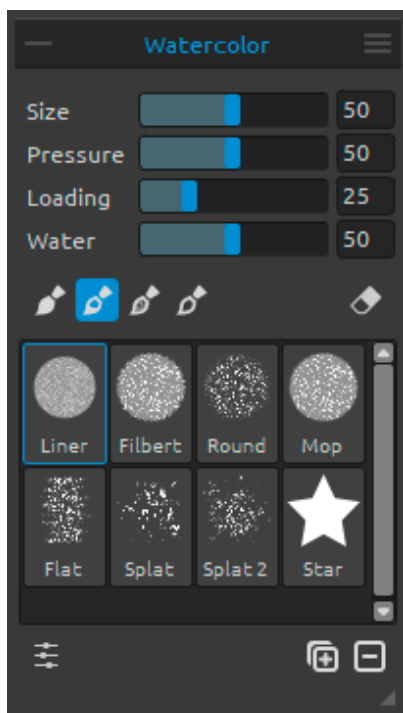 Watercolor
Size 50
Pressure 50
Loading 25
Water 50
Liner Filbert Round Mop
Flat Splat Splat 2 Star